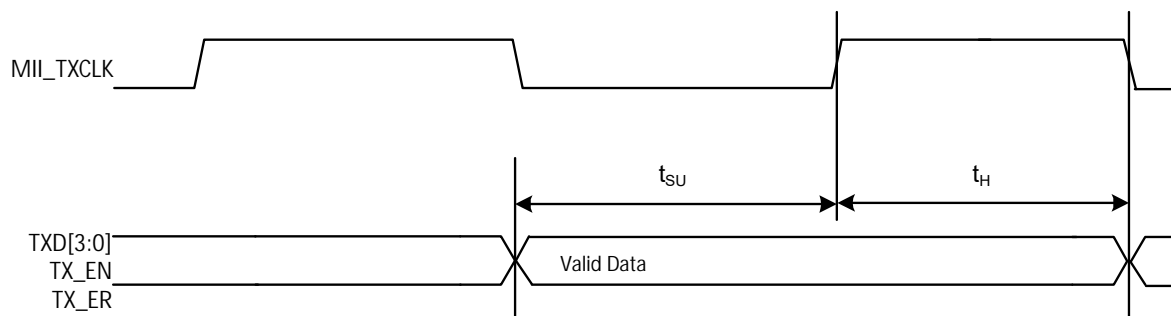 MII_TXCLK
tSU
tH
TXD[3:0]
TX_EN
TX_ER
Valid Data